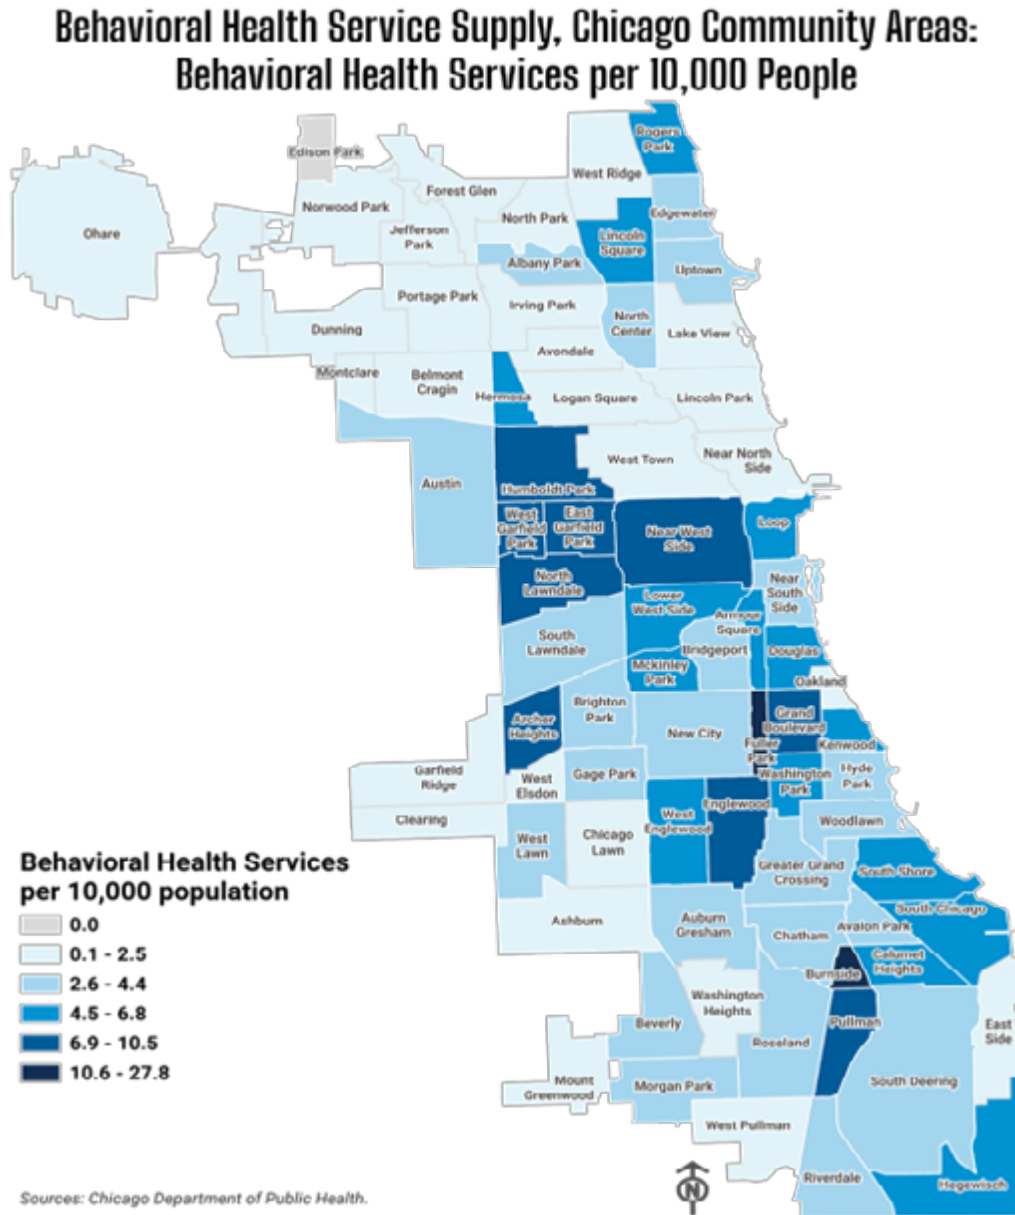 Behavioral Health Service Supply, Chicago Community Areas:
Behavioral Health Services per 10,000 People
Rogers
Park
Edison Park
West Ridge
Forest Glen
Norwood Park
North Park
Edgewater
Ohare
Jefferson
Park
Lincoln
Square
Albany Park
Uptown
Portage Park
Irving Park
North
Center
Dunning
Lake View
Avondale
Montclare
Belmont
Cragin
Hermosa
Logan Square
Lincoln Park
West Town
Near North
Side
Austin
Humboldt Park
West
Garfield
Park
East
Garfield
Park
Near West
Side
Loop
North
Lawndale
Near
South
Side
Lower
West Side
Armour
Square
South
Lawndale
Bridgeport
Douglas
Mckinley
Park
Oakland
Brighton
Park
Archer
Heights
New City
Grand
Boulevard
Fuller
Park
Kenwood
Garfield
Ridge
West
Elsdon
Gage Park
Washington
Park
Hyde
Park
Englewood
Clearing
West
Englewood
Woodlawn
West
Lawn
Chicago
Lawn
Greater Grand
Crossing
South Shore
South Chicago
Ashburn
Auburn
Gresham
Chatham
Avalon Park
Calumet
Heights
Burnside
Washington
Heights
Beverly
Pullman
East
Side
Roseland
Mount
Greenwood
Morgan Park
South Deering
West Pullman
Riverdale
Hegewisch
Behavioral Health Services
per 10,000 population
0.0
0.1 - 2.5
2.6 - 4.4
4.5 - 6.8
6.9 - 10.5
10.6 - 27.8
N
Sources: Chicago Department of Public Health.